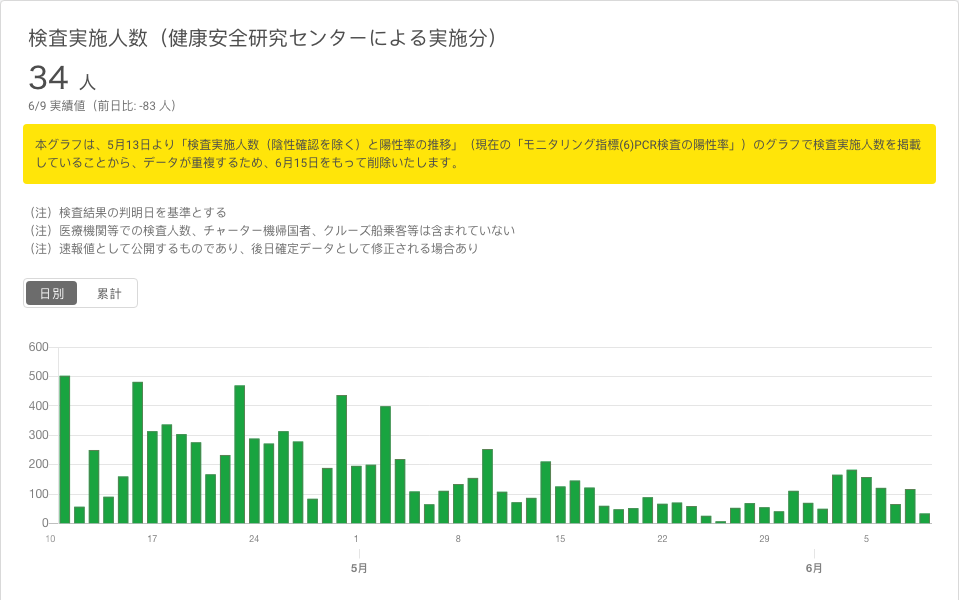 検査実施人数（健康安全研究センターによる実施分）
34 人
6/9 実績値（前日比: -83 人）
本グラフは、5月13日より「検査実施人数（陰性確認を除く）と陽性率の推移」（現在の「モニタリング指標(6)PCR検査の陽性率」）のグラフで検査実施人数を掲載
していることから、データが重複するため、6月15日をもって削除いたします。
（注）検査結果の判明日を基準とする
（注）医療機関等での検査人数、チャーター機帰国者、クルーズ船乗客等は含まれていない
（注）速報値として公開するものであり、後日確定データとして修正される場合あり
日別 累計
600
500
400
300
200
100
0
10 17 24 1 8 15 22 29 5
5月 6月